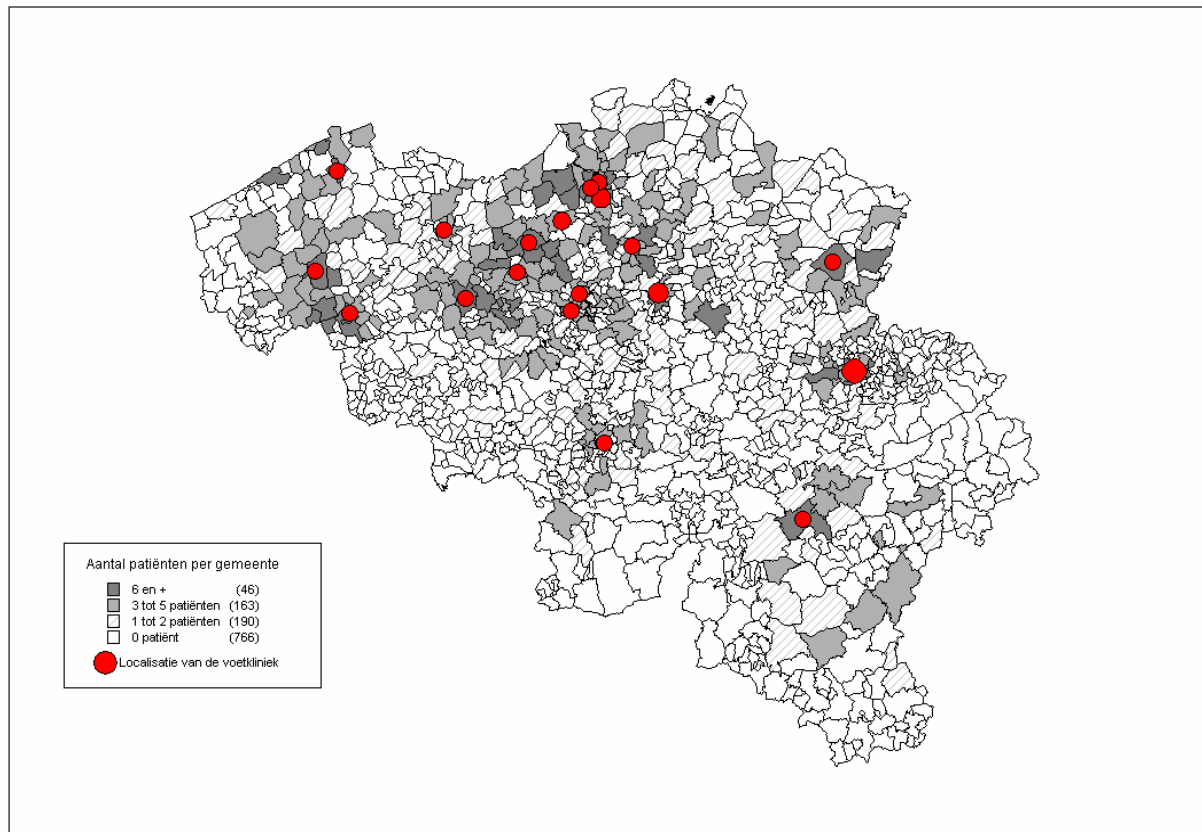 Aantal patiënten per gemeente
6 en + (46)
3 tot 5 patiënten (163)
1 tot 2 patiënten (190)
0 patiënt (766)
Localisatie van de voetkliniek